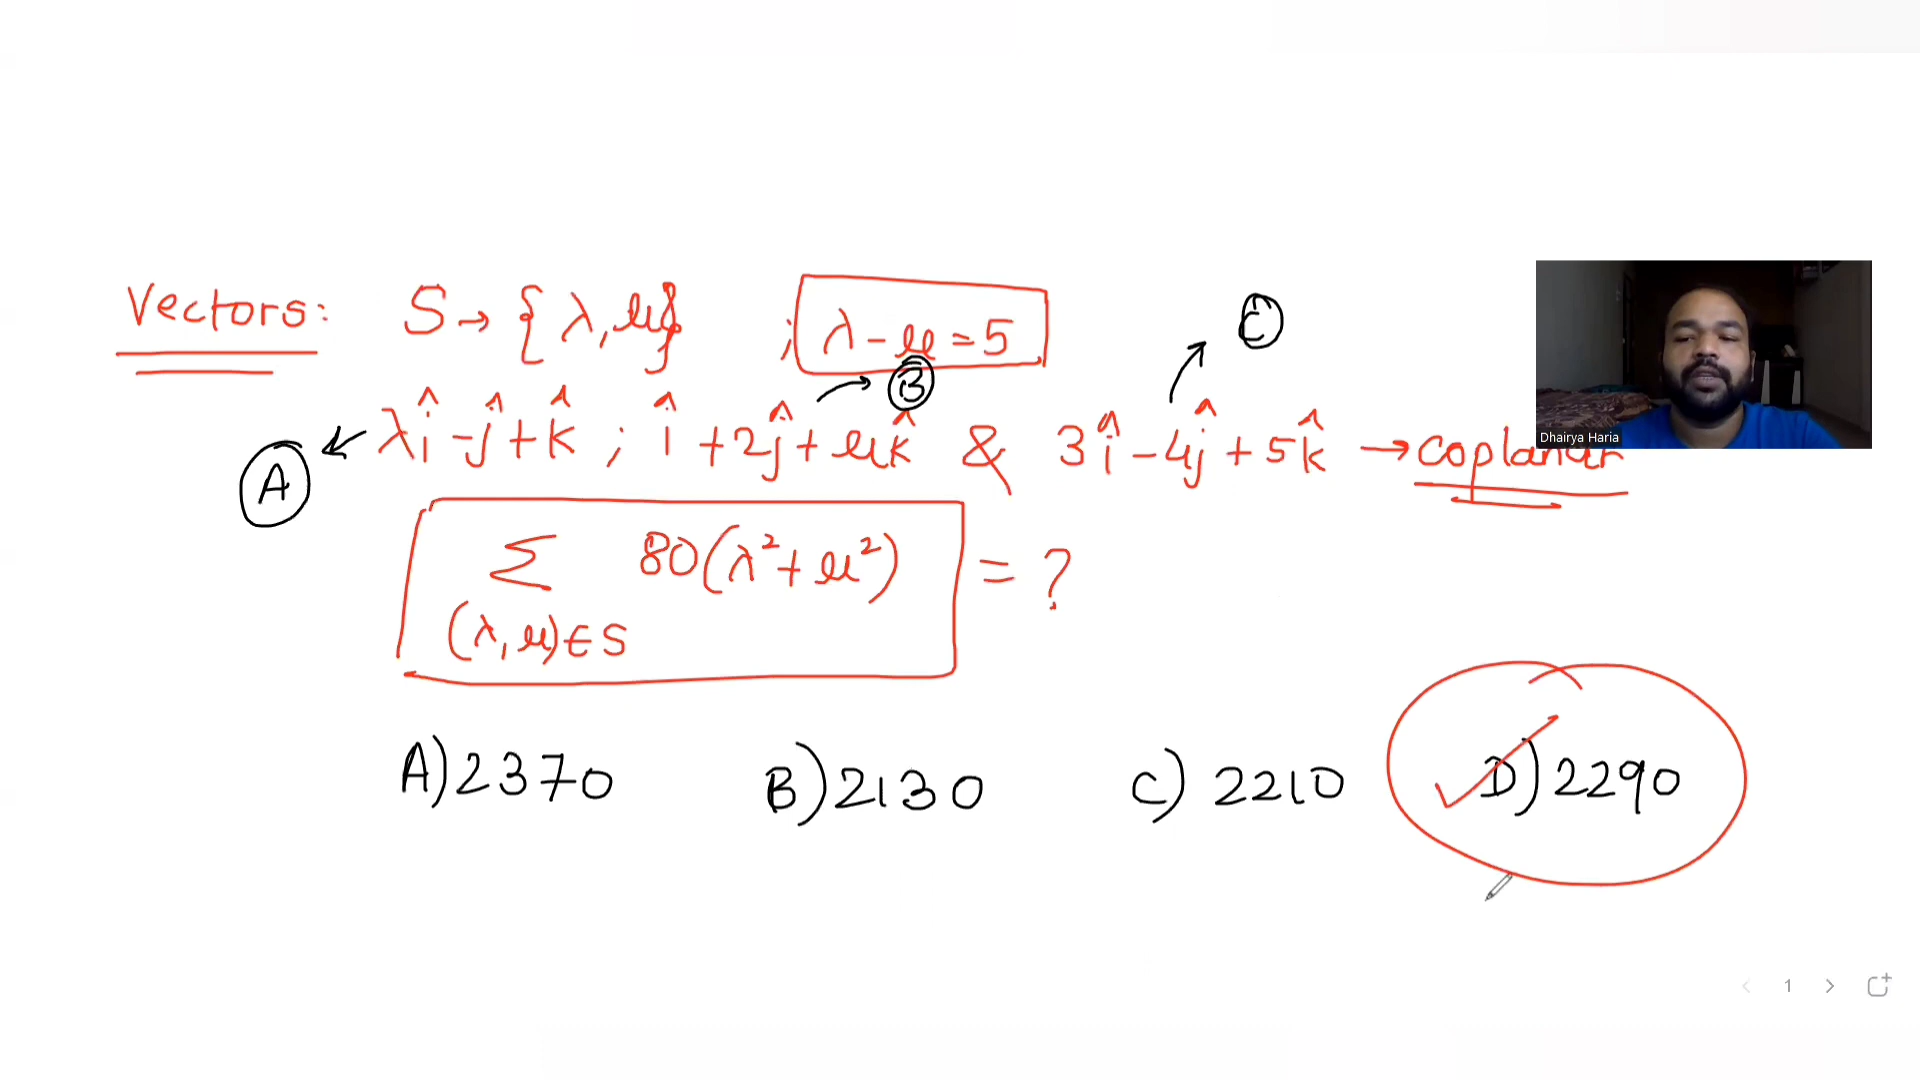 Vectors: S → {λ, μ} ; λ - μ = 5
A B C
λî - ĵ + k̂ ; î + 2ĵ + μk̂ & 3î - 4ĵ + 5k̂ → coplanar
Dhairya Haria
Σ 80(λ² + μ²) = ?
(λ, μ) ∈ S
A) 2370 B) 2130 C) 2210 D) 2290
1